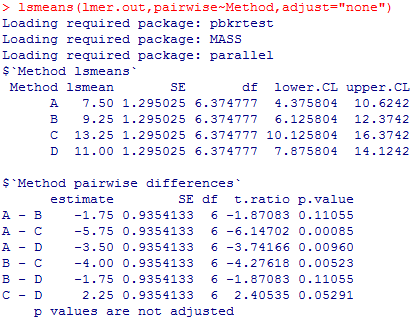 > lsmeans(lmer.out,pairwise~Method,adjust="none")
Loading required package: pbkrtest
Loading required package: MASS
Loading required package: parallel
$`Method lsmeans`
Method lsmean SE df lower.CL upper.CL
A 7.50 1.295025 6.374777 4.375804 10.6242
B 9.25 1.295025 6.374777 6.125804 12.3742
C 13.25 1.295025 6.374777 10.125804 16.3742
D 11.00 1.295025 6.374777 7.875804 14.1242
$`Method pairwise differences`
estimate SE df t.ratio p.value
A - B -1.75 0.9354133 6 -1.87083 0.11055
A - C -5.75 0.9354133 6 -6.14702 0.00085
A - D -3.50 0.9354133 6 -3.74166 0.00960
B - C -4.00 0.9354133 6 -4.27618 0.00523
B - D -1.75 0.9354133 6 -1.87083 0.11055
C - D 2.25 0.9354133 6 2.40535 0.05291
p values are not adjusted